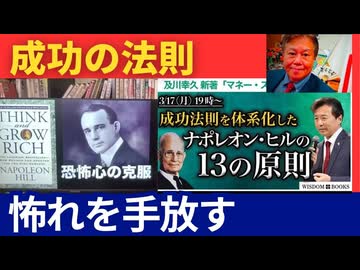 成功の法則
及川幸久 新著「マネー・ス
3/17(月)19時〜
成功法則を体系化した
ナポレオン・ヒルの
13の原則
WISDOM BOOKS
THINK
and
GROW
RICH
NAPOLEON
HILL
恐怖心の克服
怖れを手放す